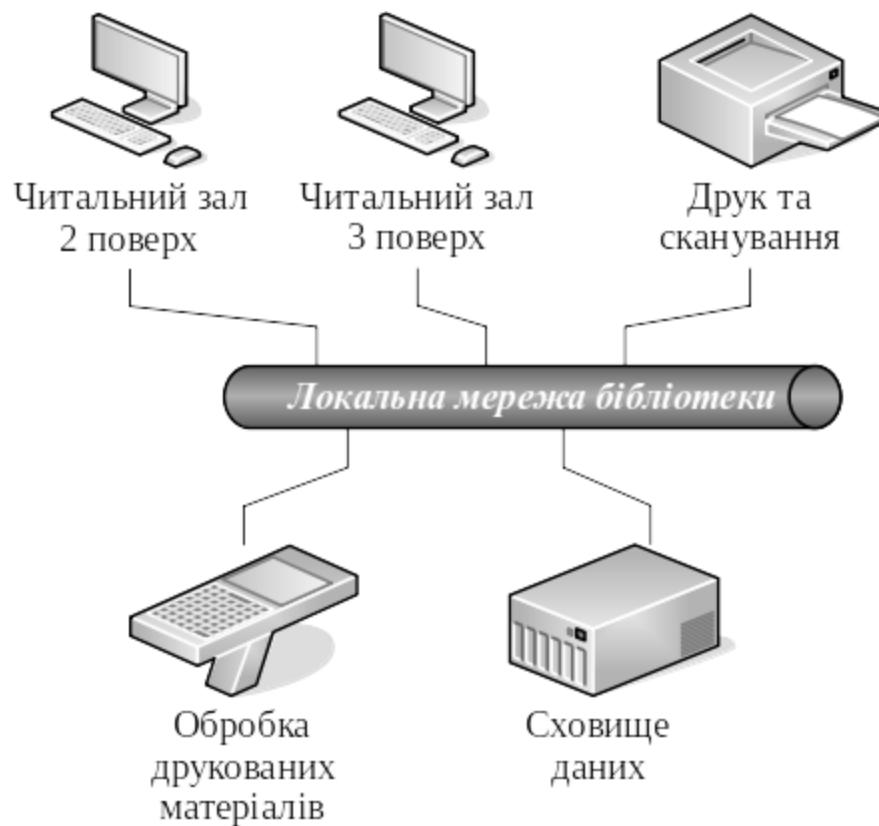 Читальний зал
2 поверх
Читальний зал
3 поверх
Друк та
сканування
Локальна мережа бібліотеки
Обробка
друкованих
матеріалів
Сховище
даних